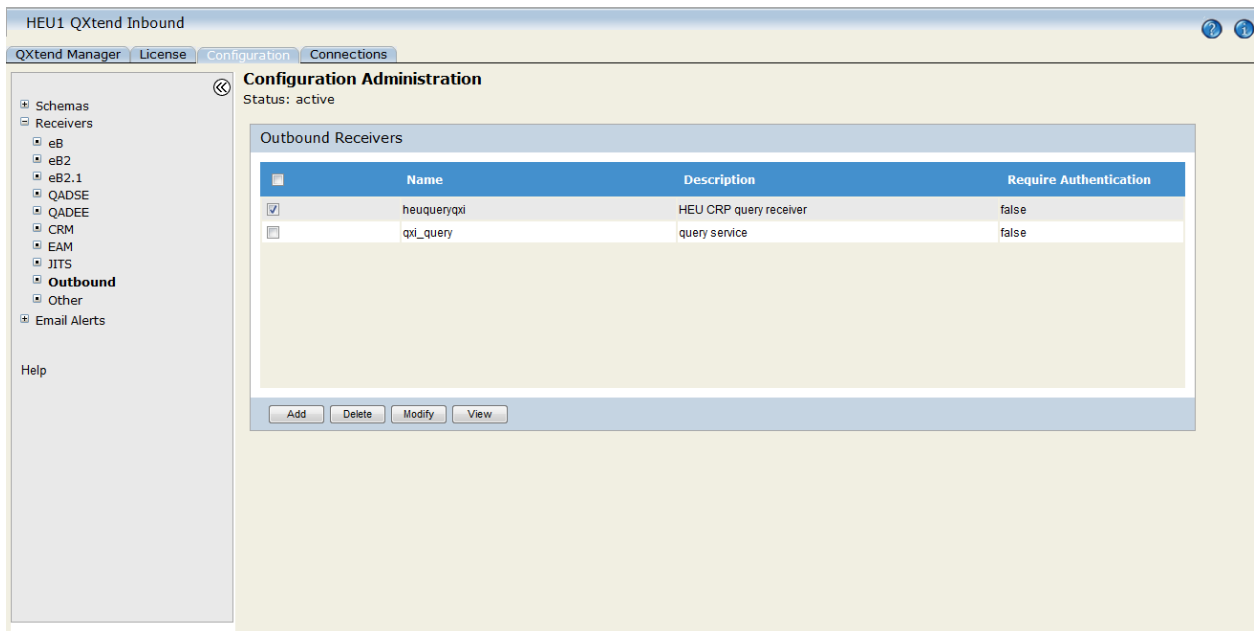 HEU1 QXtend Inbound
QXtend Manager License Configuration Connections
Configuration Administration
Status: active
Schemas
Receivers
eB
eB2
eB2.1
QADSE
QADEE
CRM
EAM
JITS
Outbound
Other
Email Alerts
Help
Outbound Receivers
Name Description Require Authentication
heuqueryqxi HEU CRP query receiver false
qxi_query query service false
Add Delete Modify View